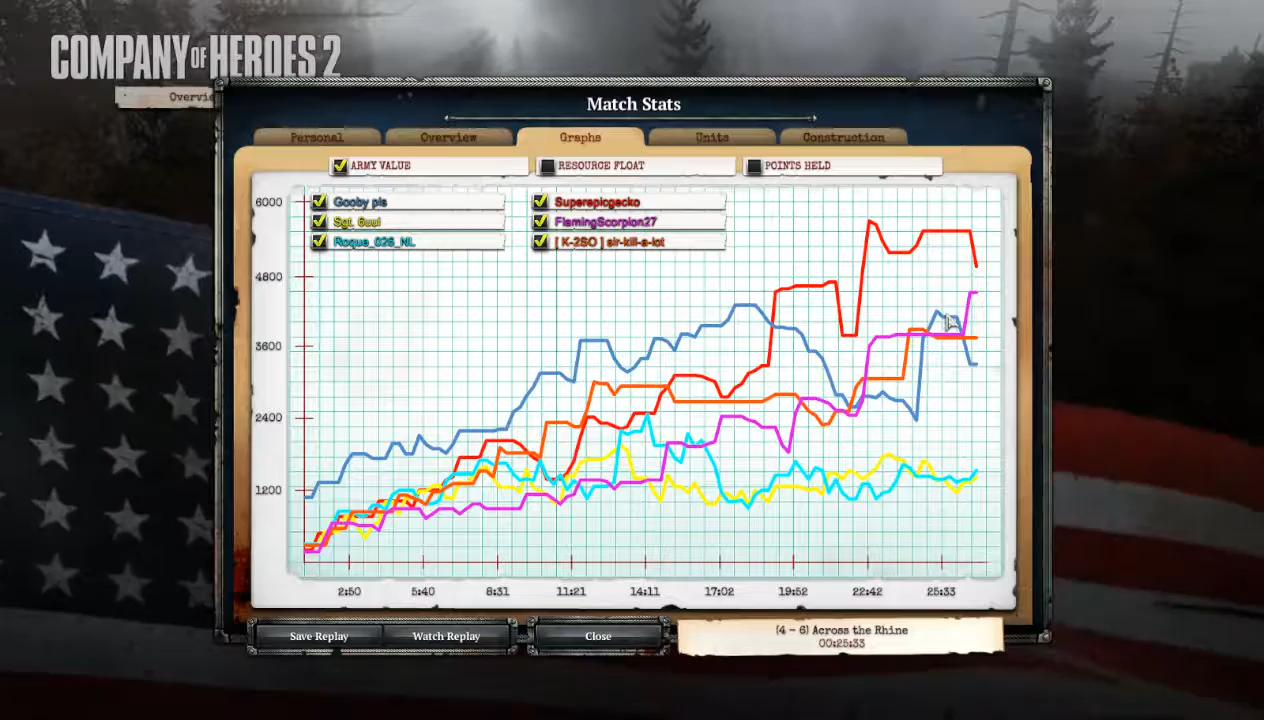 COMPANY OF HEROES 2
Overvie
Match Stats
Personal Overview Graphs Units Construction
ARMY VALUE RESOURCE FLOAT POINTS HELD
6000
Gooby pls Superepicgecko
Sgt. 6uul FlamingScorpion27
Roque_026_NL [ K-2SO ] sir-kill-a-lot
4800
3600
2400
1200
2:50 5:40 8:31 11:21 14:11 17:02 19:52 22:42 25:33
Save Replay Watch Replay Close
(4 - 6) Across the Rhine
00:25:33